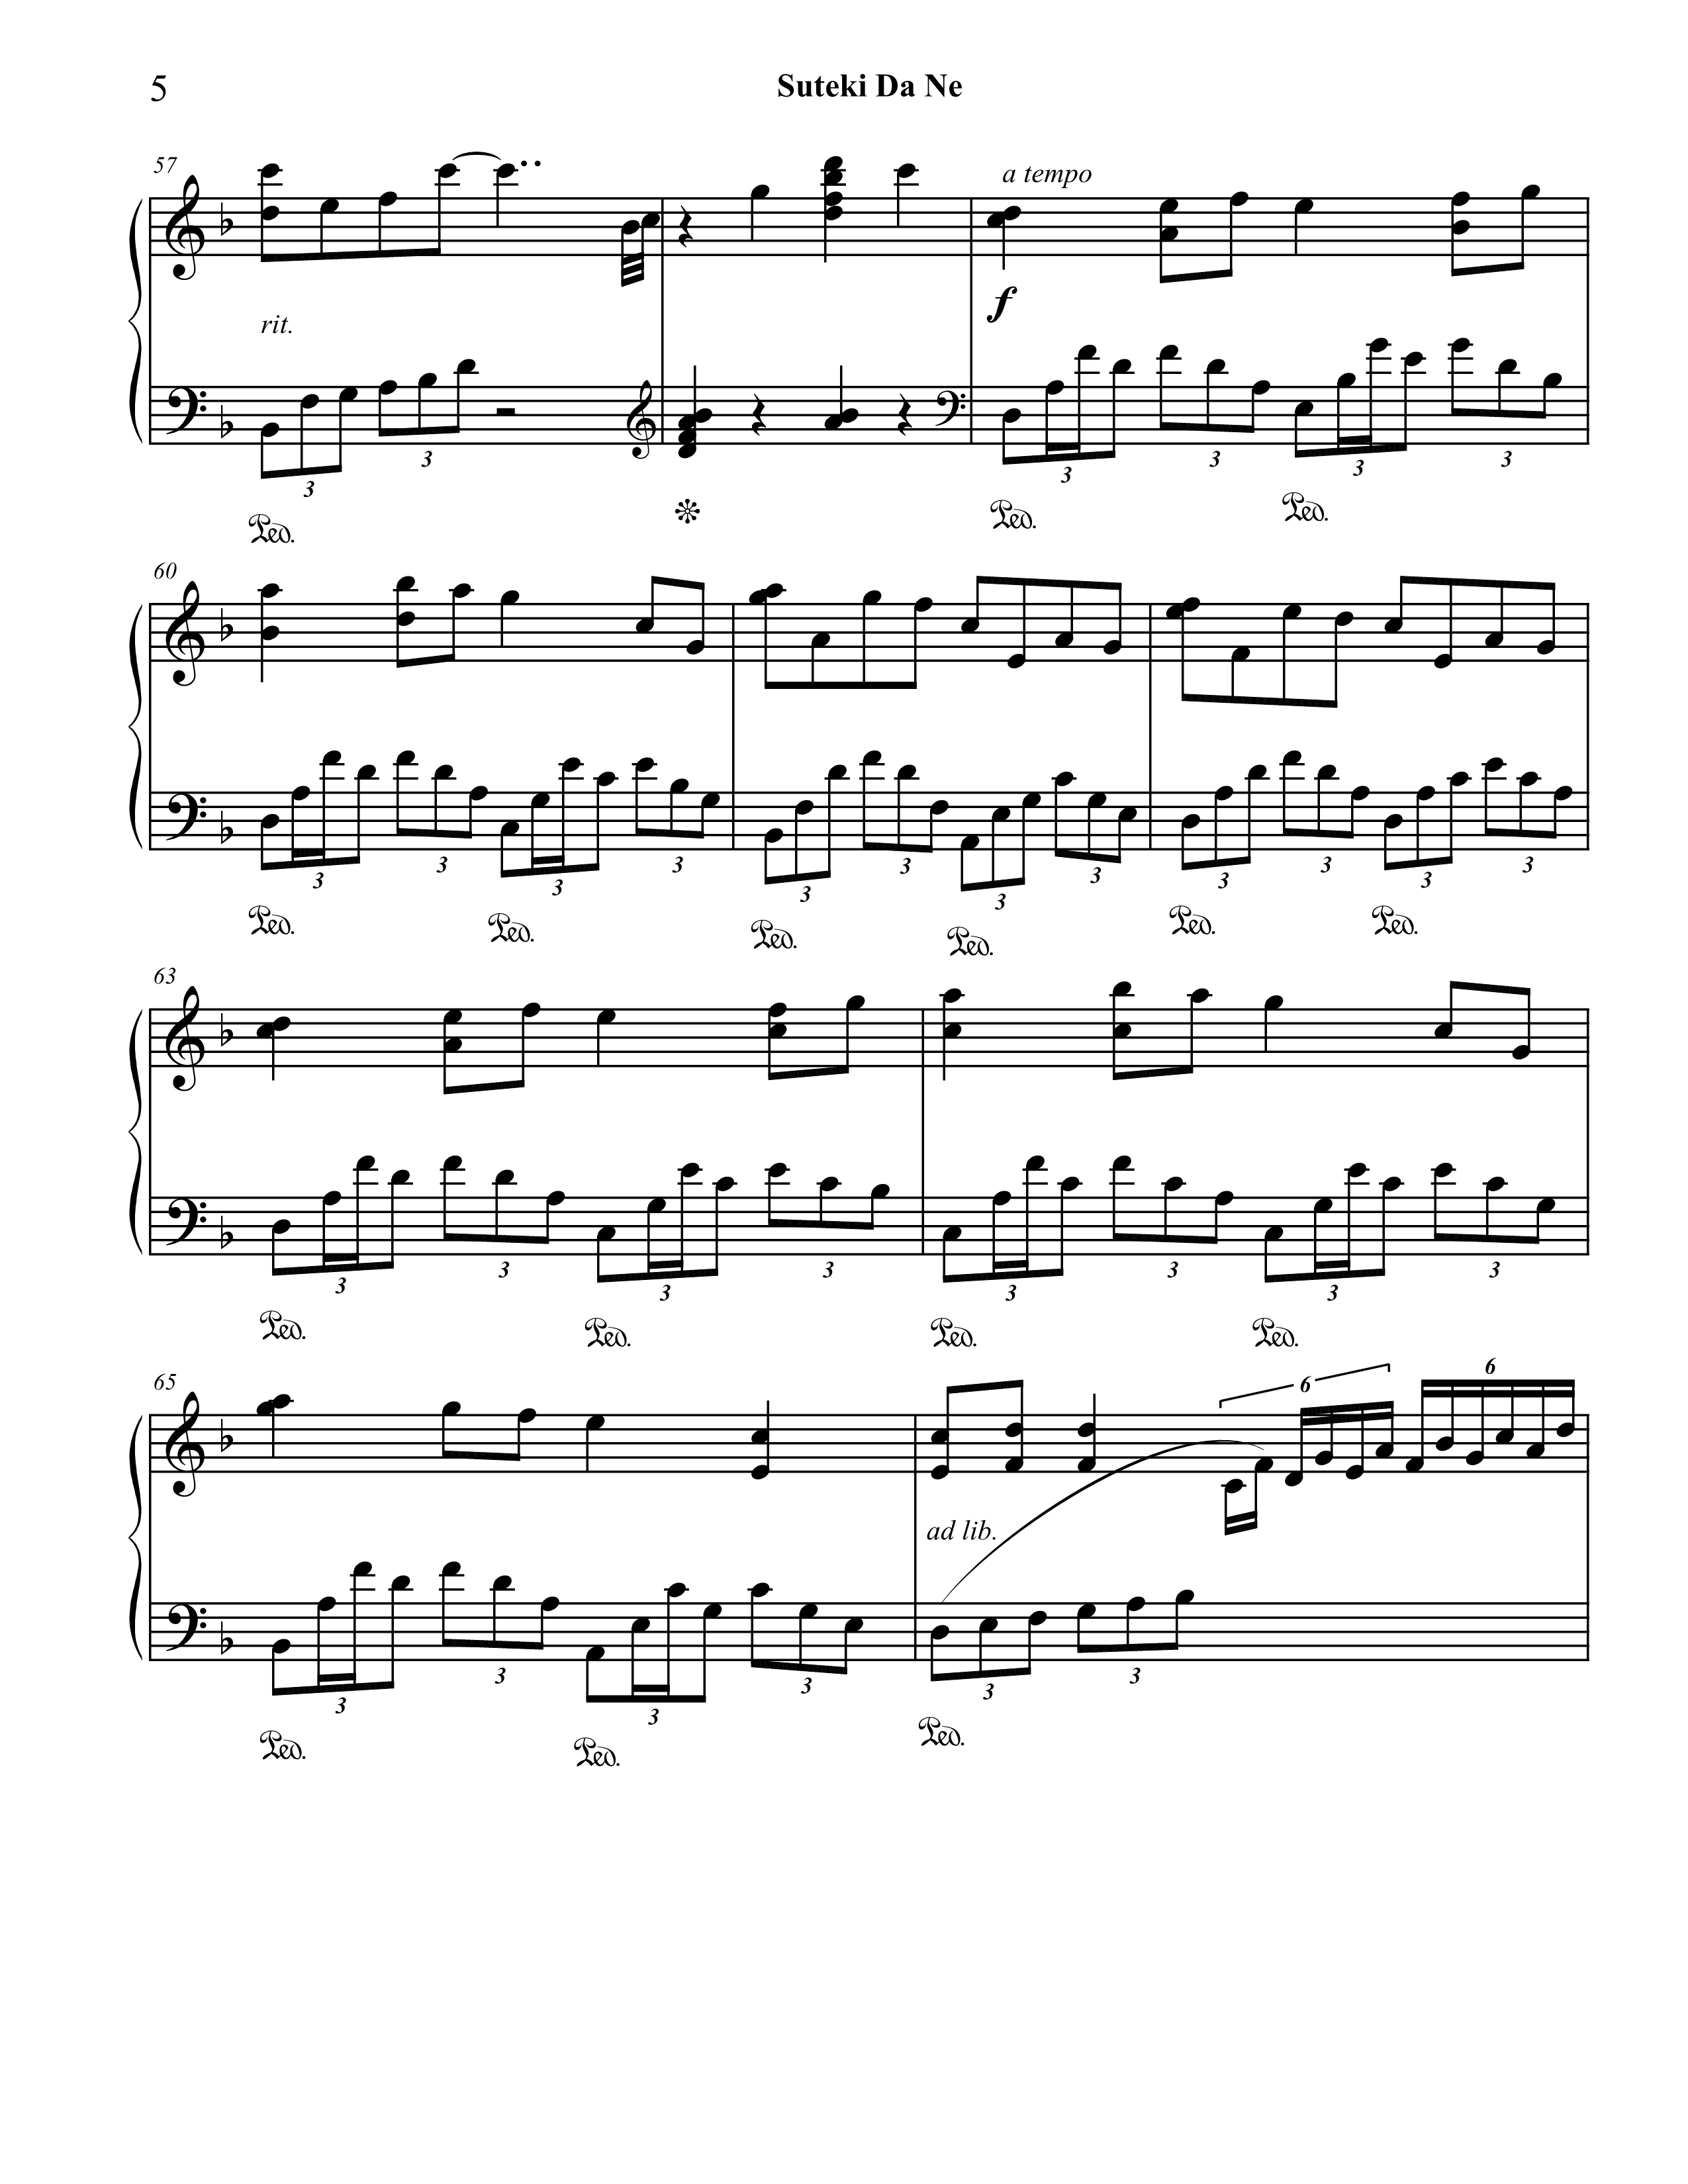 5
Suteki Da Ne
57
a tempo
rit.
f
3 3 3 3 3 3
Ped. Ped. Ped.
60
3 3 3 3 3 3 3 3 3 3 3 3
Ped. Ped. Ped. Ped. Ped. Ped.
63
3 3 3 3 3 3 3 3
Ped. Ped. Ped. Ped.
65
6 6
ad lib.
3 3 3 3 3 3
Ped. Ped. Ped.